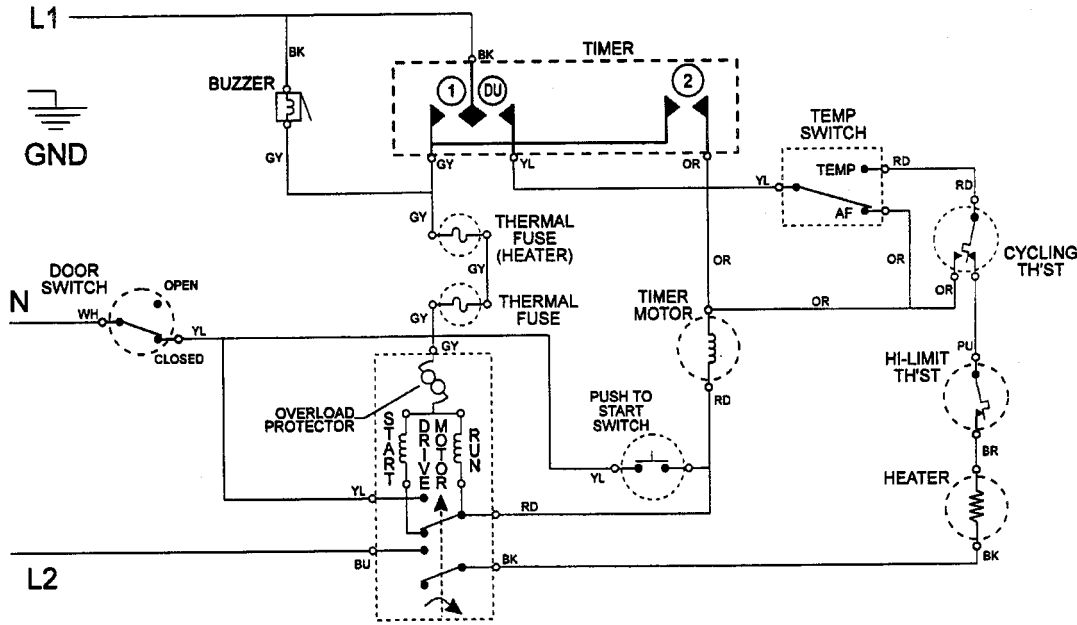 L1
BK
BK
TIMER
BUZZER
1
DU
2
GND
GY
GY
YL
OR
TEMP
SWITCH
TEMP
RD
YL
RD
AF
GY
THERMAL
FUSE
(HEATER)
CYCLING
TH'ST
DOOR
SWITCH
OPEN
GY
OR
OR
OR
N
WH
YL
CLOSED
GY
THERMAL
FUSE
TIMER
MOTOR
OR
GY
PU
HI-LIMIT
TH'ST
OVERLOAD
PROTECTOR
PUSH TO
START
SWITCH
RD
START
DRIVE
MOTOR
RUN
BR
YL
YL
HEATER
RD
BU
BK
BK
L2